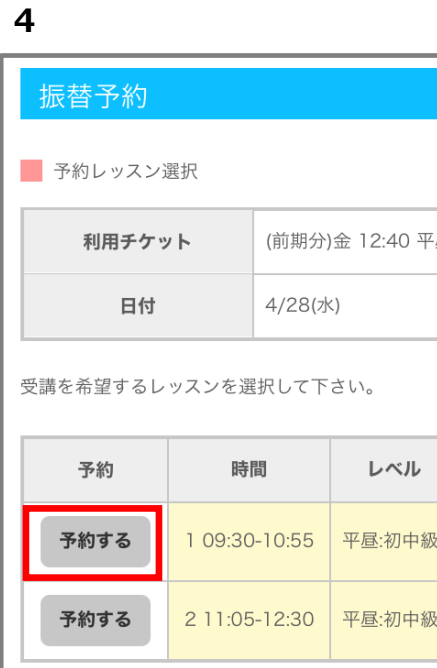 4
振替予約
予約レッスン選択
利用チケット (前期分)金 12:40 平
日付 4/28(水)
受講を希望するレッスンを選択して下さい。
予約 時間 レベル
予約する 1 09:30-10:55 平昼:初中級
予約する 2 11:05-12:30 平昼:初中級